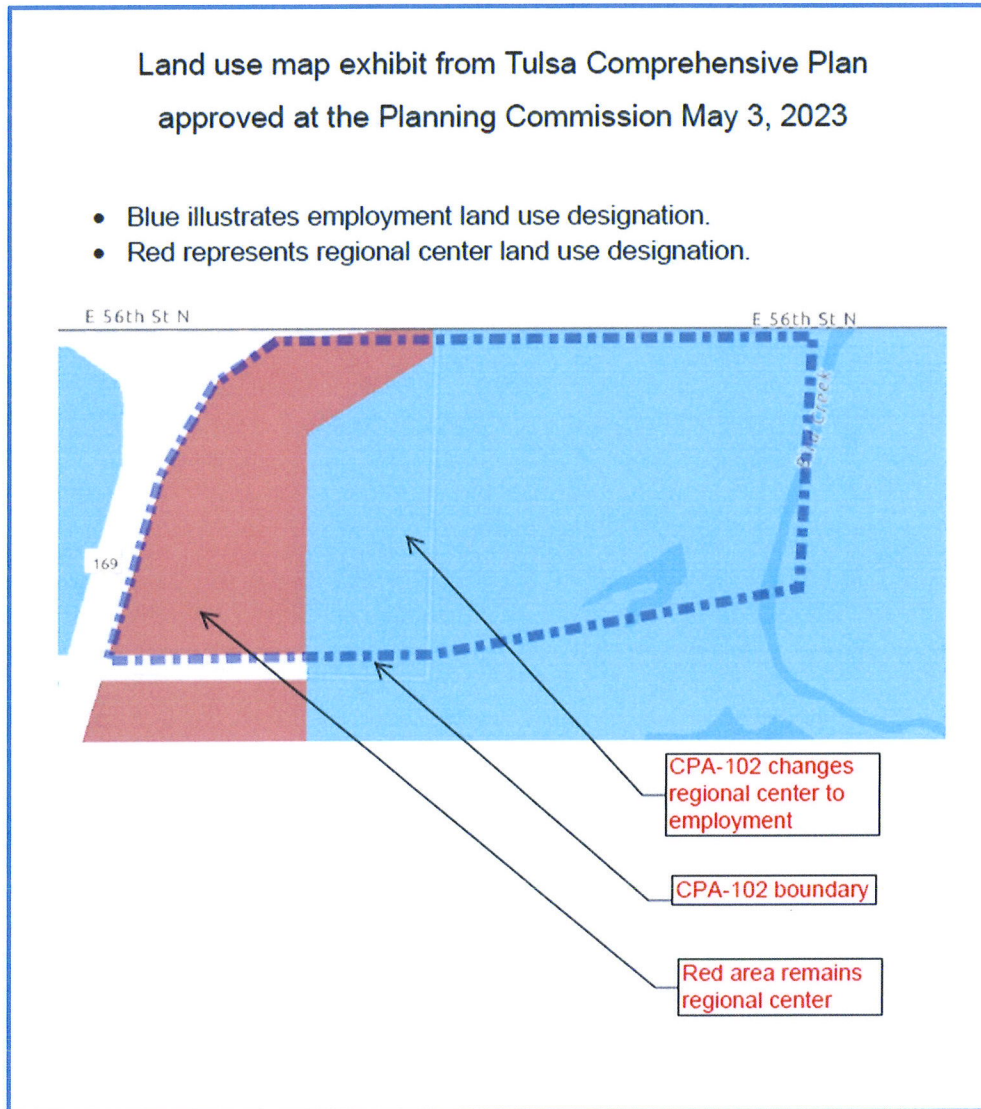 Land use map exhibit from Tulsa Comprehensive Plan
approved at the Planning Commission May 3, 2023
• Blue illustrates employment land use designation.
• Red represents regional center land use designation.
E 56th St N
E 56th St N
Bird Creek
169
CPA-102 changes
regional center to
employment
CPA-102 boundary
Red area remains
regional center